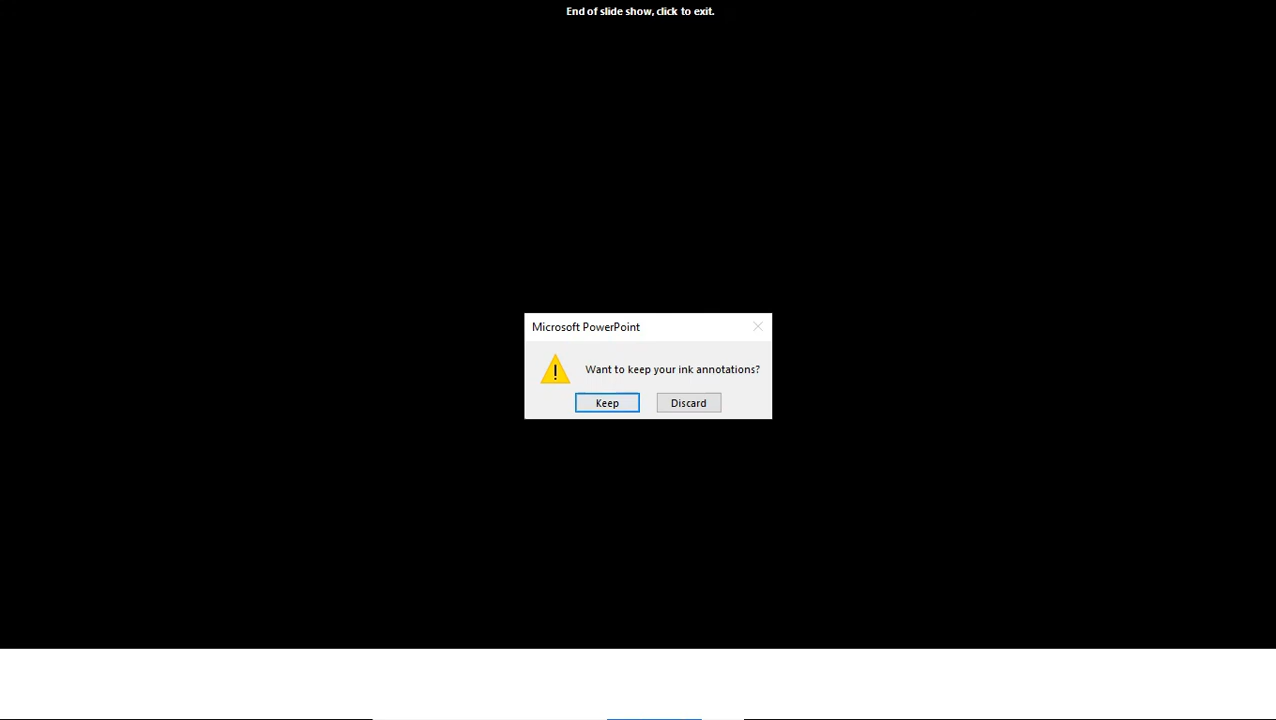 End of slide show, click to exit.
Microsoft PowerPoint
Want to keep your ink annotations?
Keep
Discard